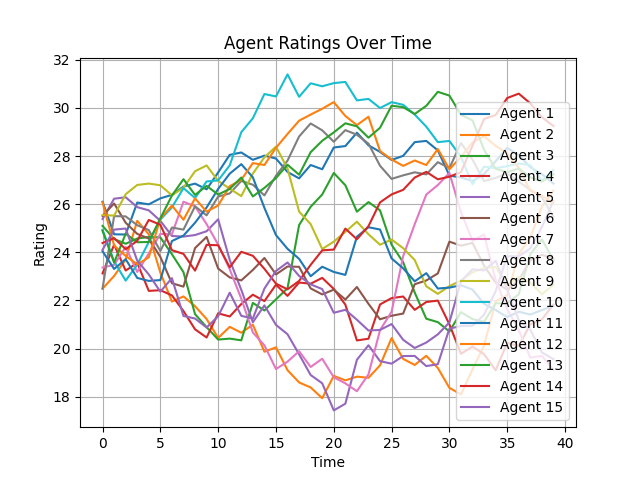 Agent Ratings Over Time
Rating
32
30
28
26
24
22
20
18
0
5
10
15
20
25
30
35
40
Time
Agent 1
Agent 2
Agent 3
Agent 4
Agent 5
Agent 6
Agent 7
Agent 8
Agent 9
Agent 10
Agent 11
Agent 12
Agent 13
Agent 14
Agent 15